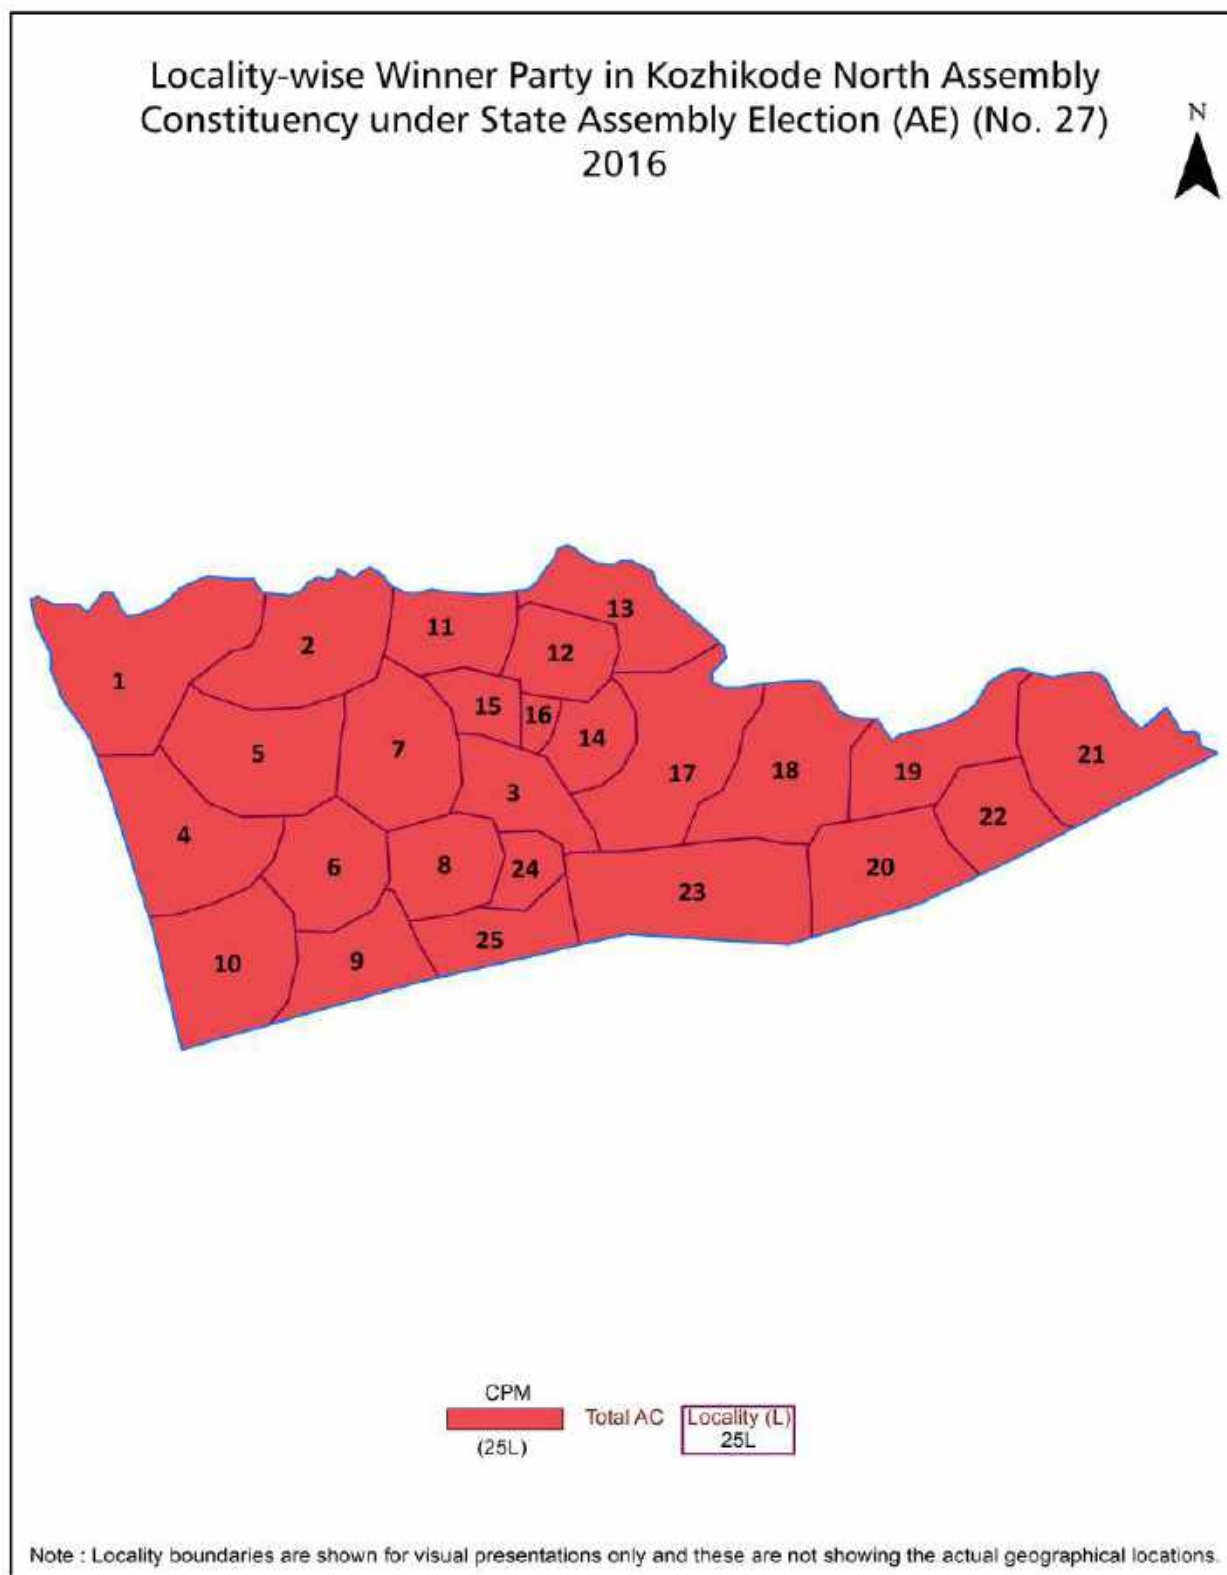 Locality-wise Winner Party in Kozhikode North Assembly
Constituency under State Assembly Election (AE) (No. 27)
2016
N
13
11
2
12
1
15
16
14
5
7
21
17
18
19
3
22
4
6
8
24
20
23
25
10
9
CPM
Total AC
Locality (L)
25L
(25L)
Note : Locality boundaries are shown for visual presentations only and these are not showing the actual geographical locations.